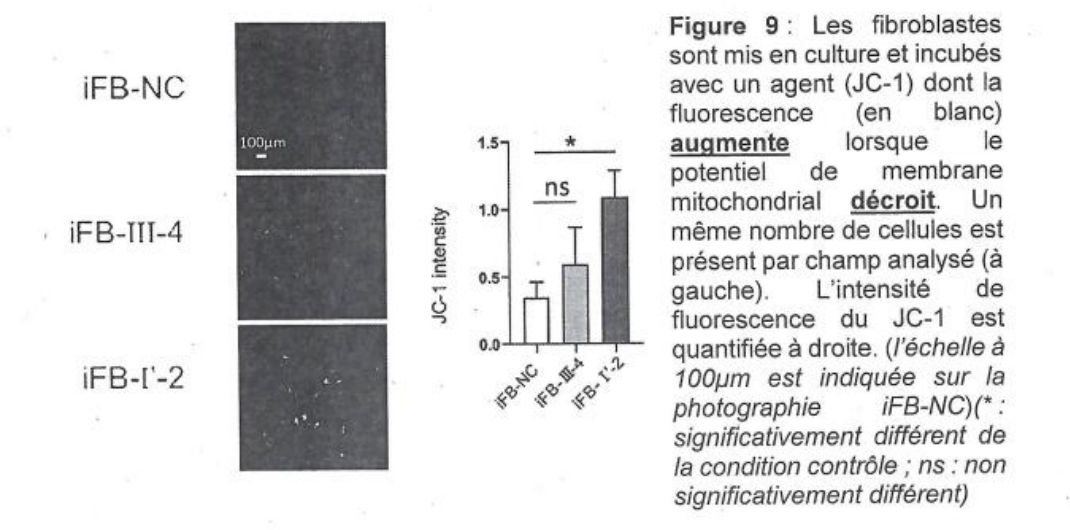 iFB-NC
100µm
iFB-III-4
iFB-I'-2
JC-1 intensity
1.5
1.0
0.5
0.0
*
ns
iFB-NC
iFB-III-4
iFB-I'-2
Figure 9 : Les fibroblastes
sont mis en culture et incubés
avec un agent (JC-1) dont la
fluorescence (en blanc)
augmente lorsque le
potentiel de membrane
mitochondrial décroit. Un
même nombre de cellules est
présent par champ analysé (à
gauche). L'intensité de
fluorescence du JC-1 est
quantifiée à droite. (l'échelle à
100µm est indiquée sur la
photographie iFB-NC)(* :
significativement différent de
la condition contrôle ; ns : non
significativement différent)